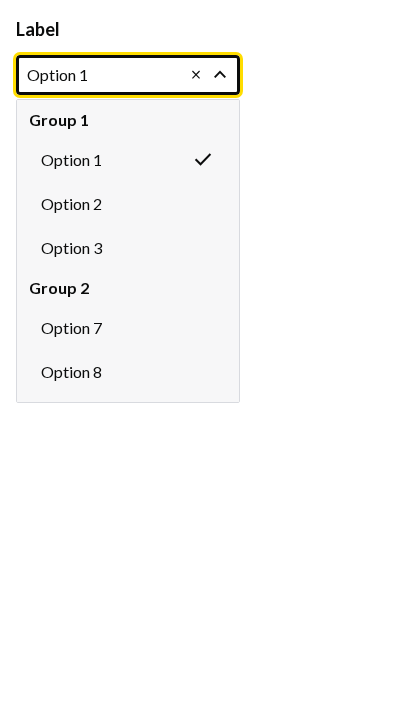 Label
Option 1
Group 1
Option 1
Option 2
Option 3
Group 2
Option 7
Option 8